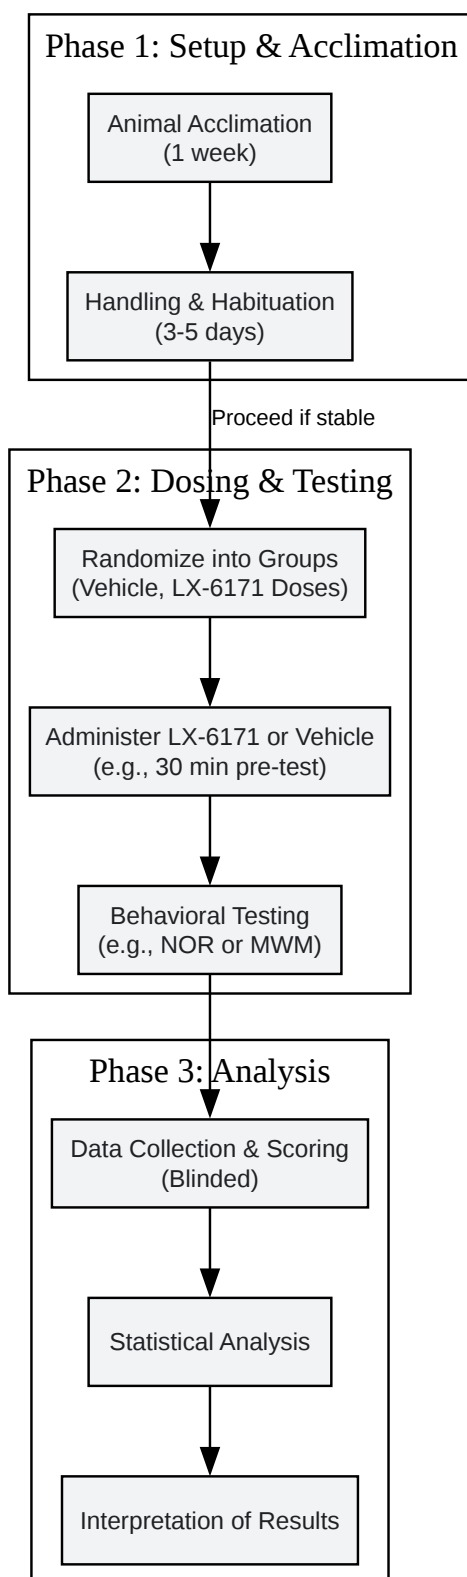 Phase 1: Setup & Acclimation
Animal Acclimation
(1 week)
Handling & Habituation
(3-5 days)
Proceed if stable
Phase 2: Dosing & Testing
Randomize into Groups
(Vehicle, LX-6171 Doses)
Administer LX-6171 or Vehicle
(e.g., 30 min pre-test)
Behavioral Testing
(e.g., NOR or MWM)
Phase 3: Analysis
Data Collection & Scoring
(Blinded)
Statistical Analysis
Interpretation of Results